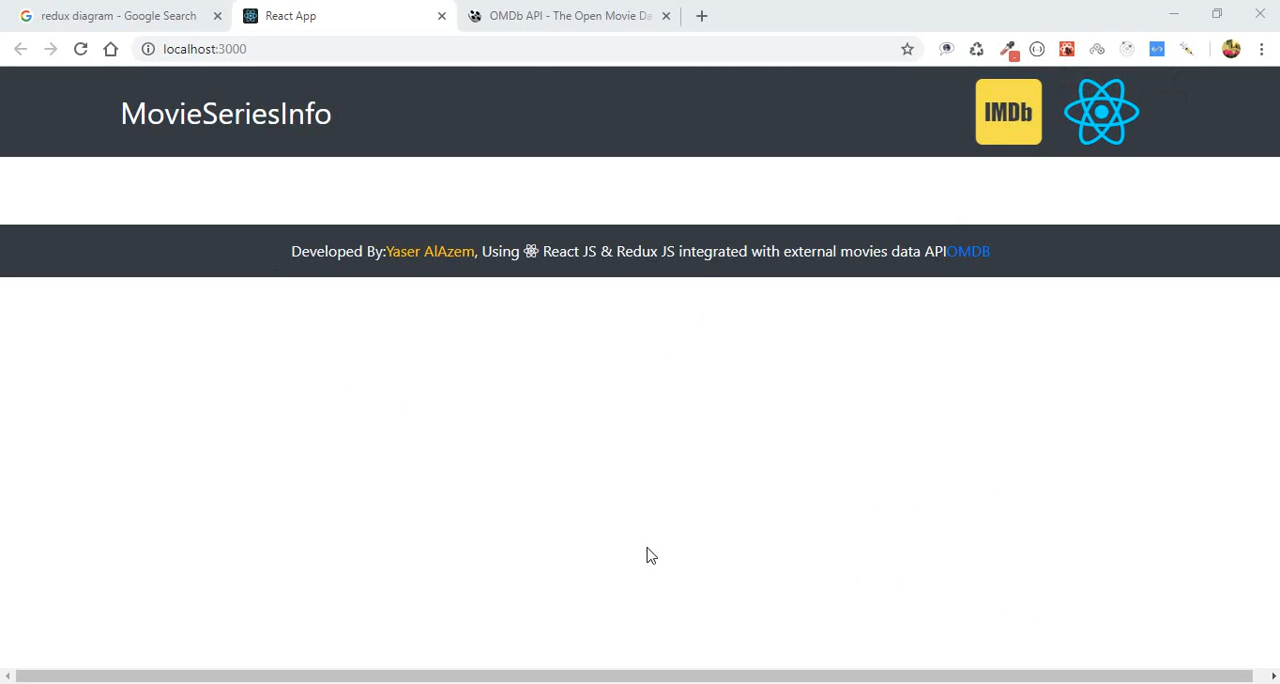 redux diagram - Google Search
React App
OMDb API - The Open Movie Da
localhost:3000
MovieSeriesInfo
IMDb
Developed By:Yaser AlAzem, Using React JS & Redux JS integrated with external movies data APIOMDB